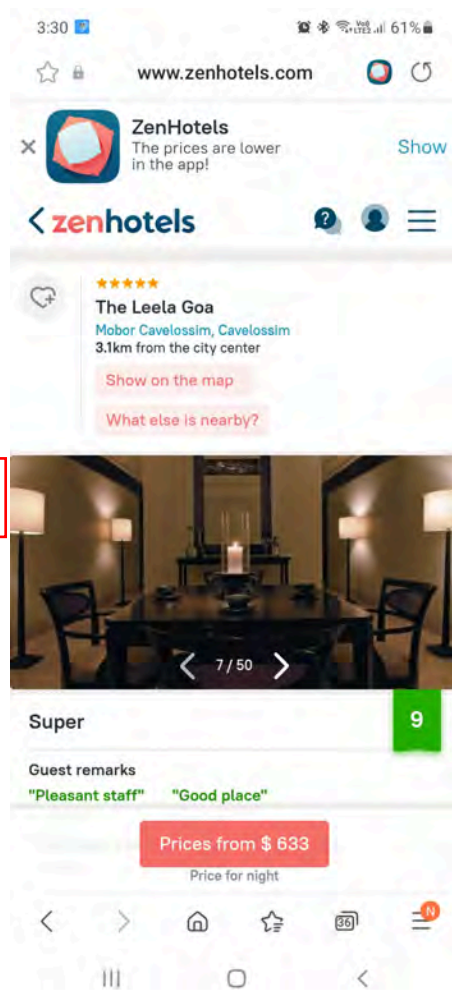 3:30
61%
www.zenhotels.com
ZenHotels
The prices are lower
in the app!
Show
zenhotels
The Leela Goa
Mobor Cavelossim, Cavelossim
3.1km from the city center
Show on the map
What else is nearby?
7 / 50
Super
9
Guest remarks
"Pleasant staff" "Good place"
Prices from $ 633
Price for night
36
N